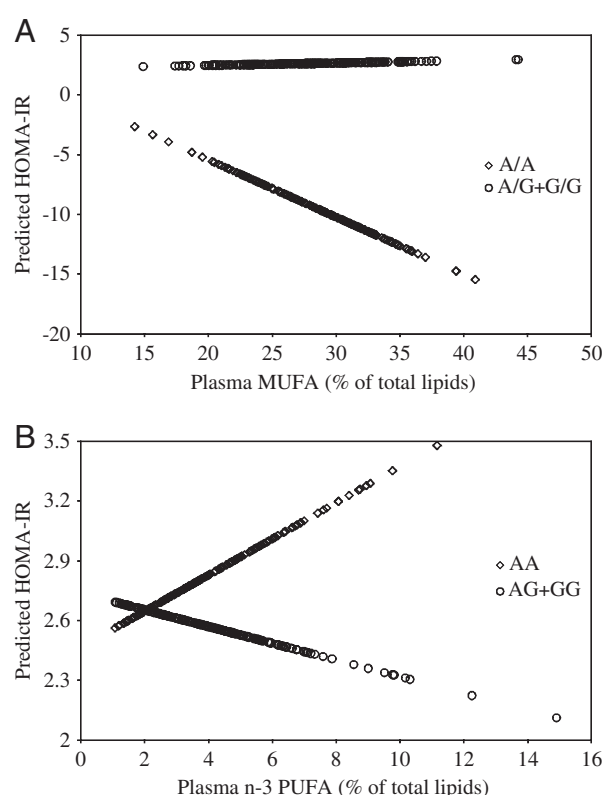 A
5
0
-5
-10
-15
-20
10 15 20 25 30 35 40 45 50
Predicted HOMA-IR
Plasma MUFA (% of total lipids)
A/A
A/G+G/G
B
3.5
3.2
2.9
2.6
2.3
2
0 2 4 6 8 10 12 14 16
Predicted HOMA-IR
Plasma n-3 PUFA (% of total lipids)
AA
AG+GG